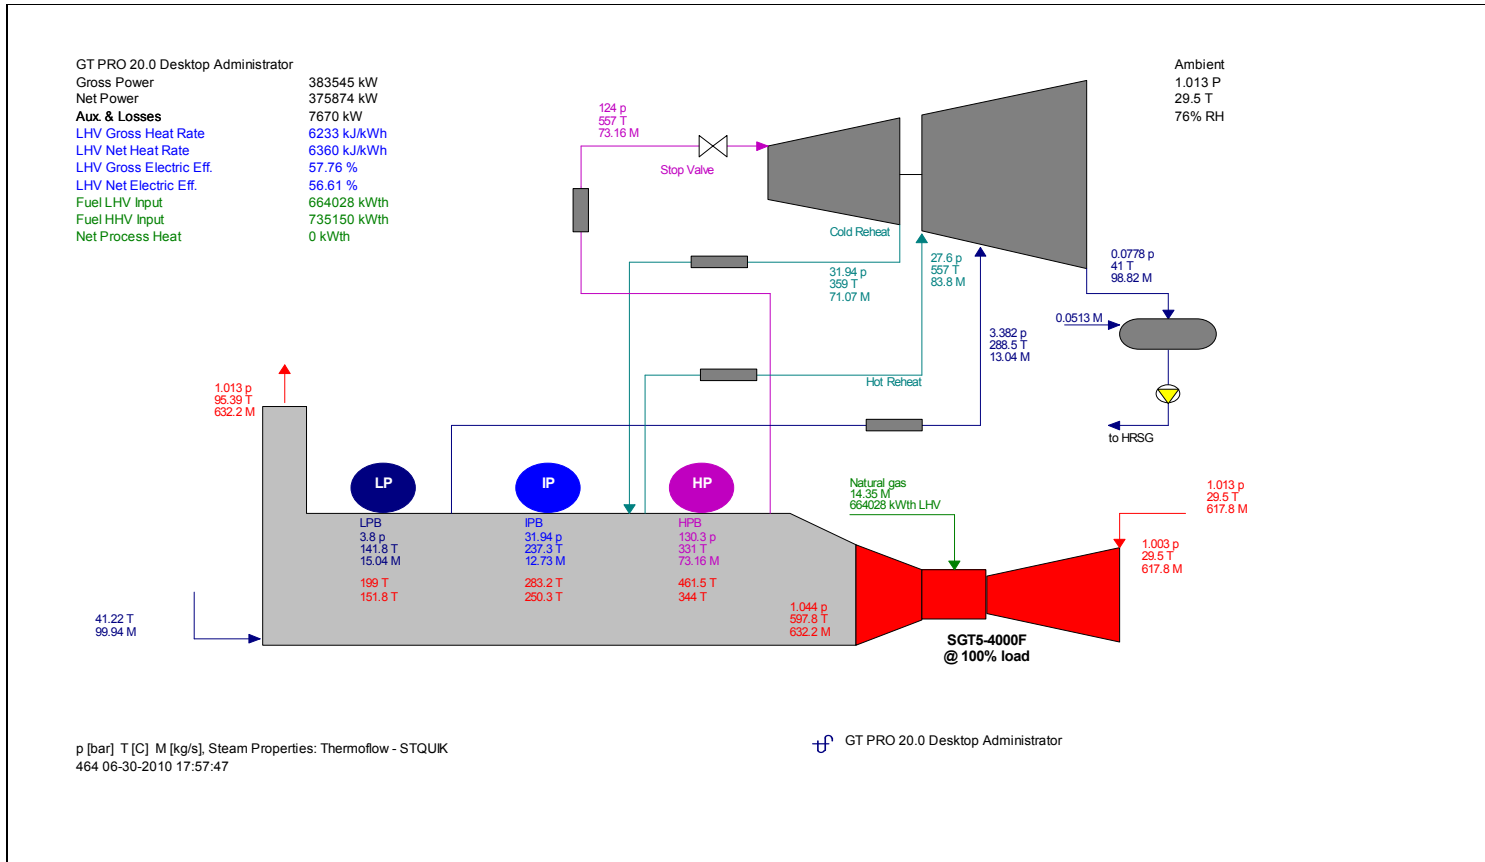 GT PRO 20.0 Desktop Administrator
Gross Power 383545 kW
Net Power 375874 kW
Aux. & Losses 7670 kW
LHV Gross Heat Rate 6233 kJ/kWh
LHV Net Heat Rate 6360 kJ/kWh
LHV Gross Electric Eff. 57.76 %
LHV Net Electric Eff. 56.61 %
Fuel LHV Input 664028 kWth
Fuel HHV Input 735150 kWth
Net Process Heat 0 kWth
Ambient
1.013 P
29.5 T
76% RH
124 p
557 T
73.16 M
Stop Valve
Cold Reheat
31.94 p
359 T
71.07 M
27.6 p
557 T
83.8 M
0.0778 p
41 T
98.82 M
0.0513 M
3.382 p
288.5 T
13.04 M
Hot Reheat
to HRSG
1.013 p
95.39 T
632.2 M
LP
IP
HP
LPB
3.8 p
141.8 T
15.04 M
199 T
151.8 T
IPB
31.94 p
237.3 T
12.73 M
283.2 T
250.3 T
HPB
130.3 p
331 T
73.16 M
461.5 T
344 T
Natural gas
14.35 M
664028 kWth LHV
1.013 p
29.5 T
617.8 M
1.003 p
29.5 T
617.8 M
1.044 p
597.8 T
632.2 M
41.22 T
99.94 M
SGT5-4000F
@ 100% load
p [bar] T [C] M [kg/s], Steam Properties: Thermoflow - STQUIK
464 06-30-2010 17:57:47
GT PRO 20.0 Desktop Administrator